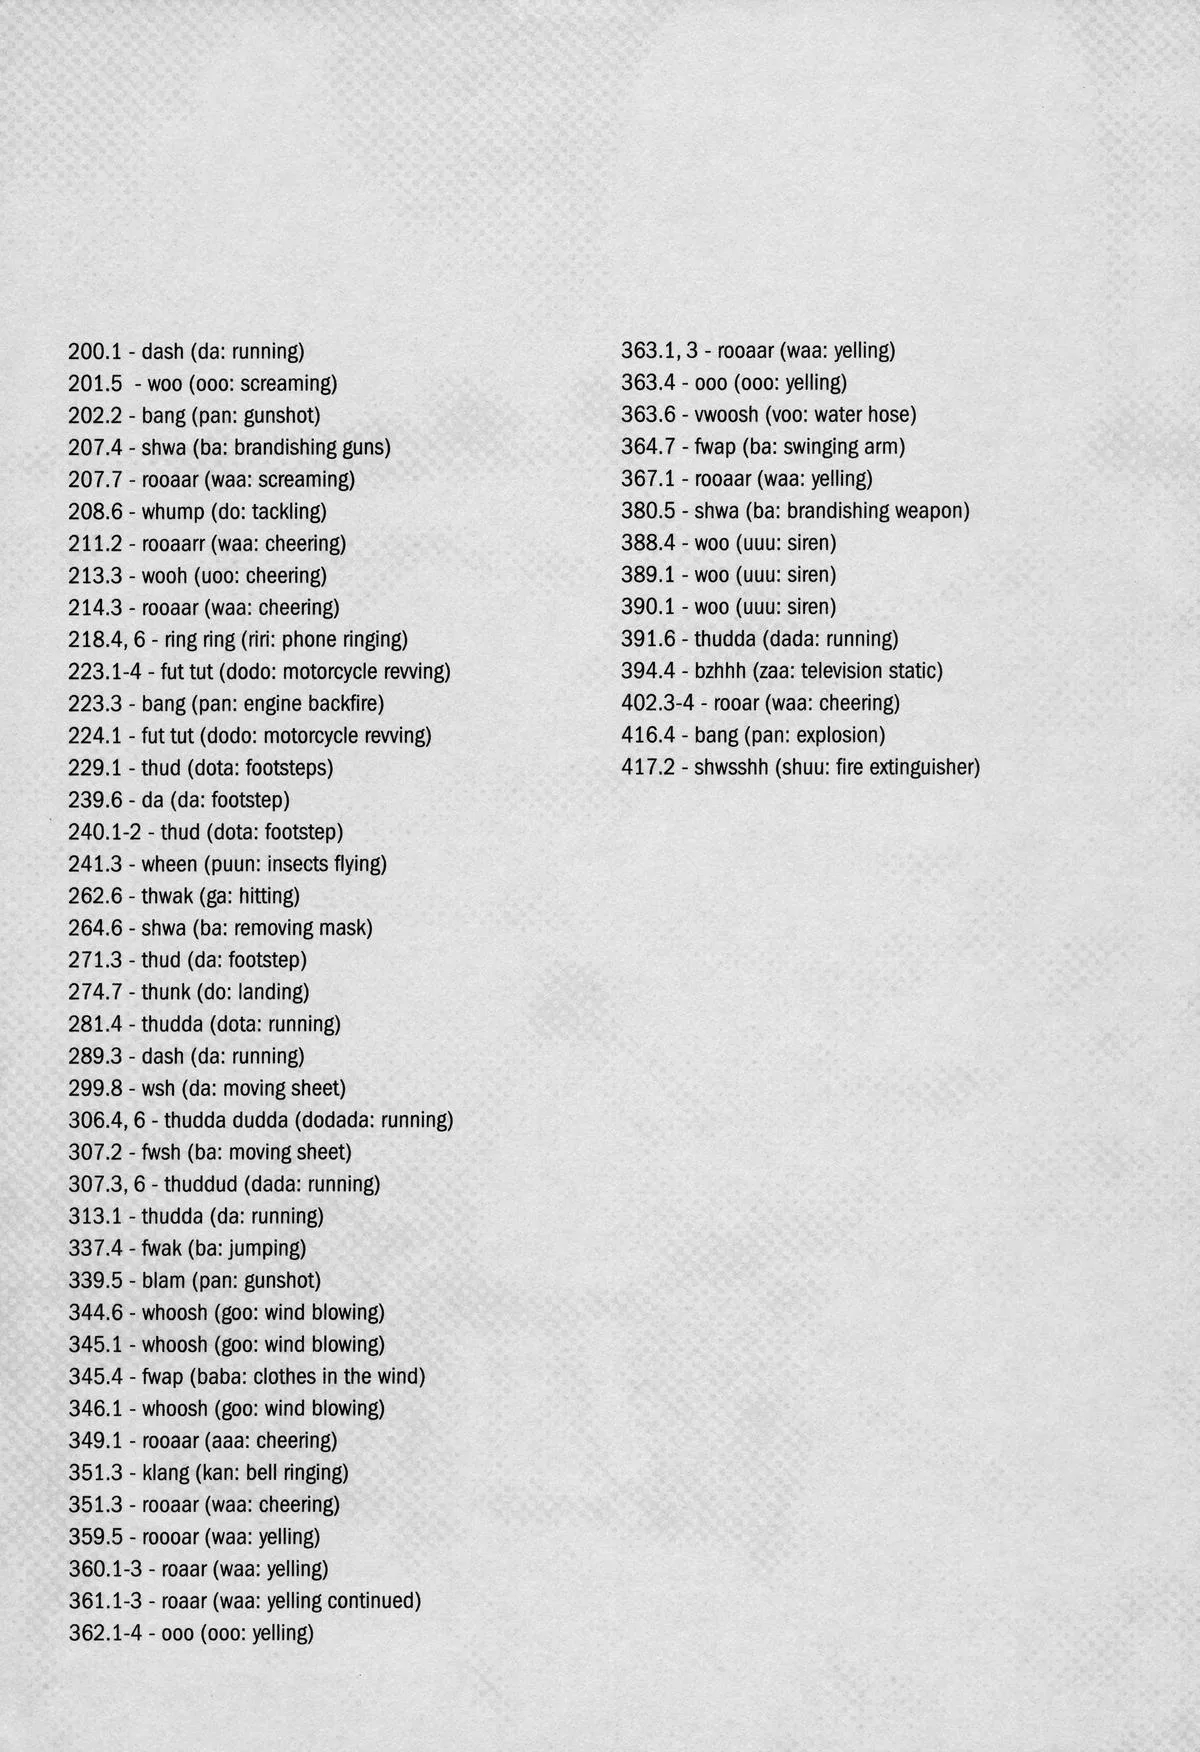 200.1 - dash (da: running)
201.5 - woo (ooo: screaming)
202.2 - bang (pan: gunshot)
207.4 - shwa (ba: brandishing guns)
207.7 - rooaar (waa: screaming)
208.6 - whump (do: tackling)
211.2 - rooaarr (waa: cheering)
213.3 - wooh (uoo: cheering)
214.3 - rooaar (waa: cheering)
218.4, 6 - ring ring (riri: phone ringing)
223.1-4 - fut tut (dodo: motorcycle revving)
223.3 - bang (pan: engine backfire)
224.1 - fut tut (dodo: motorcycle revving)
229.1 - thud (dota: footsteps)
239.6 - da (da: footstep)
240.1-2 - thud (dota: footstep)
241.3 - wheen (puun: insects flying)
262.6 - thwak (ga: hitting)
264.6 - shwa (ba: removing mask)
271.3 - thud (da: footstep)
274.7 - thunk (do: landing)
281.4 - thudda (dota: running)
289.3 - dash (da: running)
299.8 - wsh (da: moving sheet)
306.4, 6 - thudda dudda (dodada: running)
307.2 - fwsh (ba: moving sheet)
307.3, 6 - thuddud (dada: running)
313.1 - thudda (da: running)
337.4 - fwak (ba: jumping)
339.5 - blam (pan: gunshot)
344.6 - whoosh (goo: wind blowing)
345.1 - whoosh (goo: wind blowing)
345.4 - fwap (baba: clothes in the wind)
346.1 - whoosh (goo: wind blowing)
349.1 - rooaar (aaa: cheering)
351.3 - klang (kan: bell ringing)
351.3 - rooaar (waa: cheering)
359.5 - roooar (waa: yelling)
360.1-3 - roaar (waa: yelling)
361.1-3 - roaar (waa: yelling continued)
362.1-4 - ooo (ooo: yelling)
363.1, 3 - rooaar (waa: yelling)
363.4 - ooo (ooo: yelling)
363.6 - vwoosh (voo: water hose)
364.7 - fwap (ba: swinging arm)
367.1 - rooaar (waa: yelling)
380.5 - shwa (ba: brandishing weapon)
388.4 - woo (uuu: siren)
389.1 - woo (uuu: siren)
390.1 - woo (uuu: siren)
391.6 - thudda (dada: running)
394.4 - bzhhh (zaa: television static)
402.3-4 - rooar (waa: cheering)
416.4 - bang (pan: explosion)
417.2 - shwsshh (shuu: fire extinguisher)